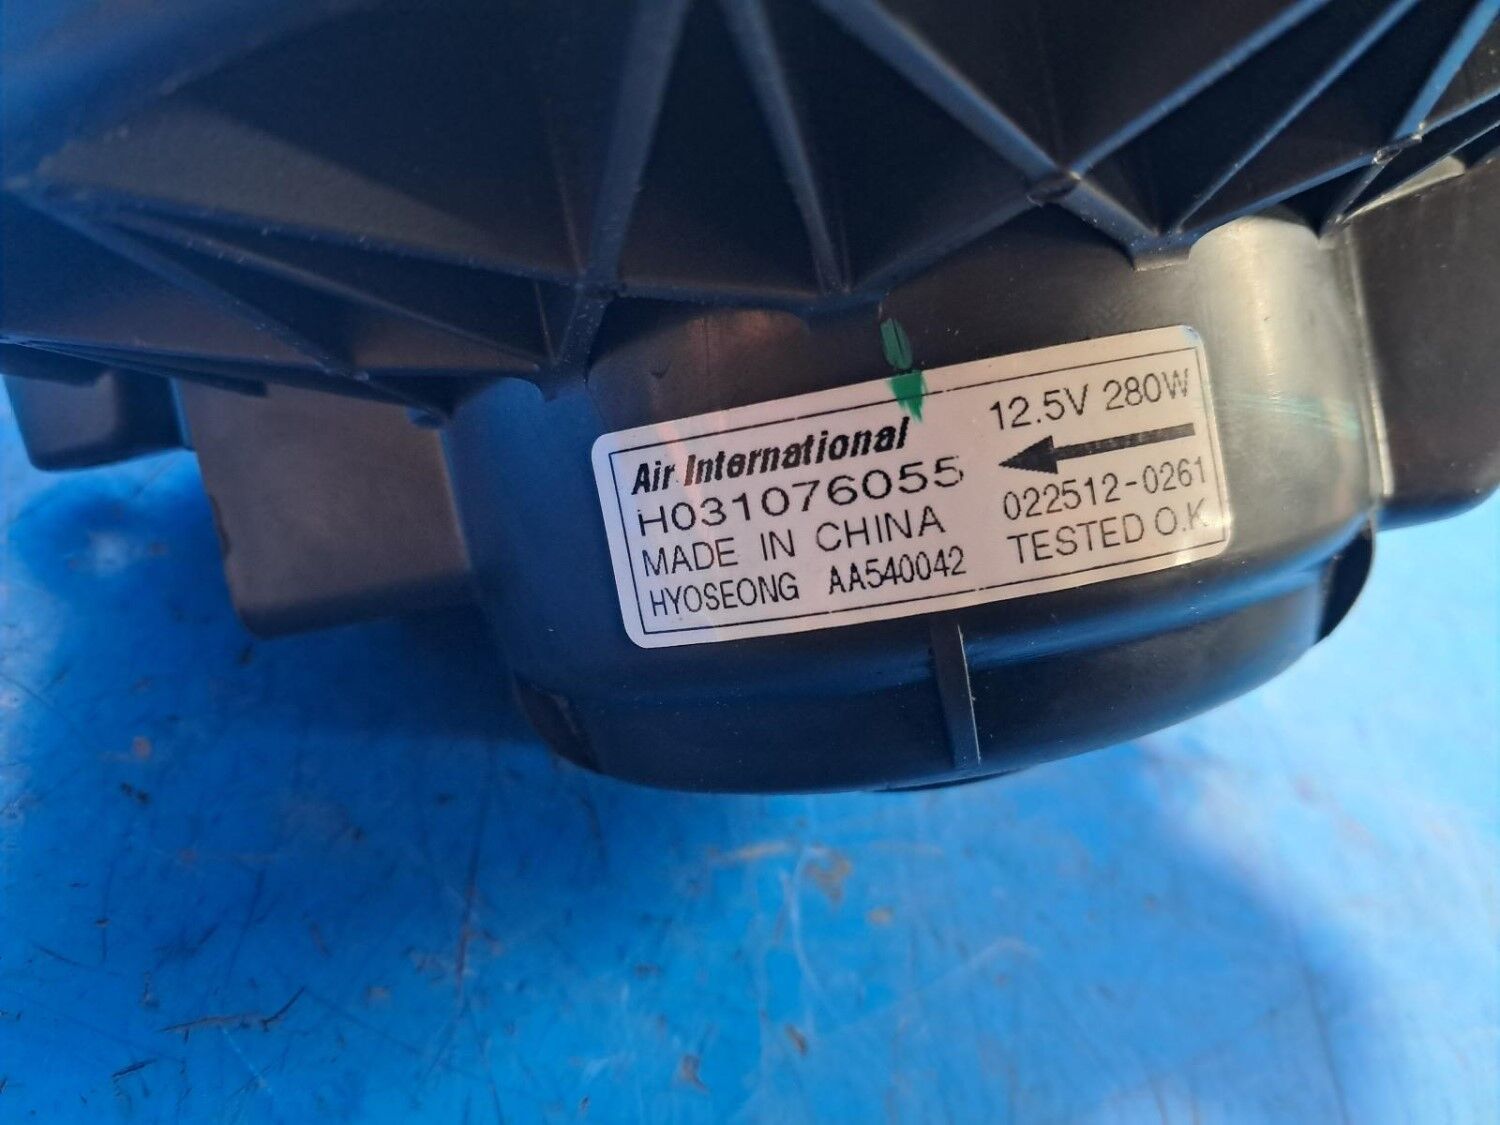 Air International 12.5V 280W
H031076055
MADE IN CHINA 022512-0261
HYOSEONG AA540042 TESTED O.K